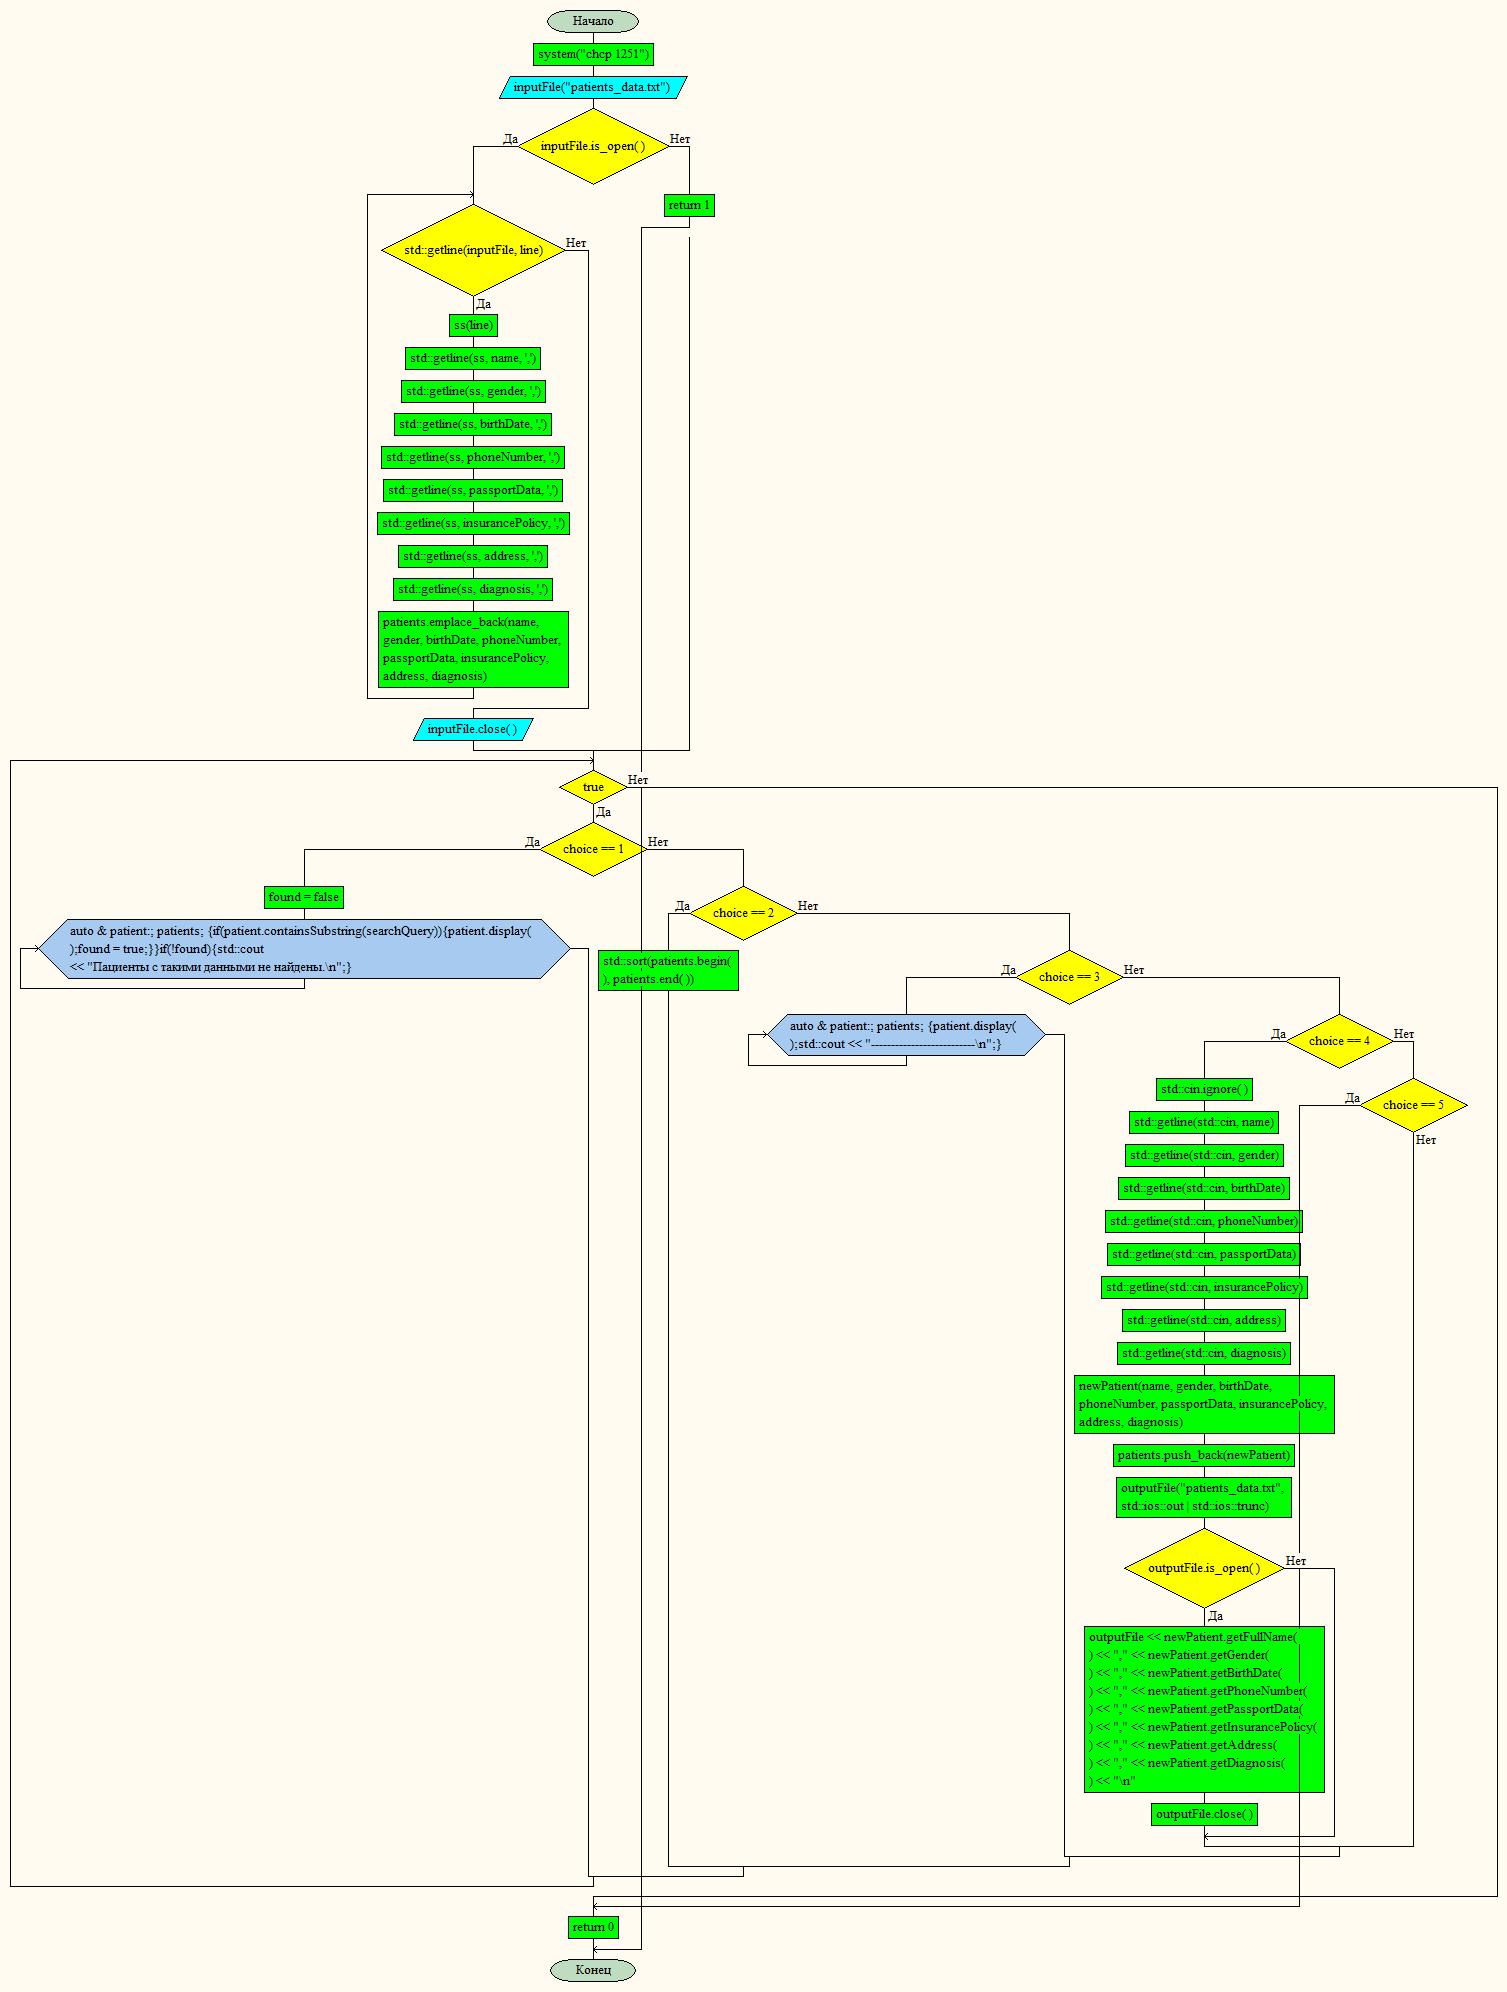 Начало
system("chcp 1251")
inputFile("patients_data.txt")
Да
inputFile.is_open( )
Нет
return 1
std::getline(inputFile, line)
Нет
Да
ss(line)
std::getline(ss, name, ',')
std::getline(ss, gender, ',')
std::getline(ss, birthDate, ',')
std::getline(ss, phoneNumber, ',')
std::getline(ss, passportData, ',')
std::getline(ss, insurancePolicy, ',')
std::getline(ss, address, ',')
std::getline(ss, diagnosis, ',')
patients.emplace_back(name,
gender, birthDate, phoneNumber,
passportData, insurancePolicy,
address, diagnosis)
inputFile.close( )
true
Нет
Да
Да
choice == 1
Нет
found = false
auto & patient:; patients; {if(patient.containsSubstring(searchQuery)){patient.display(
);found = true;}}if(!found){std::cout
<< "Пациенты с такими данными не найдены.\n";}
Да
choice == 2
Нет
std::sort(patients.begin(
), patients.end( ))
Да
choice == 3
Нет
auto & patient:; patients; {patient.display(
);std::cout << "--------------------------\n";}
Да
choice == 4
Нет
Да
choice == 5
Нет
std::cin.ignore( )
std::getline(std::cin, name)
std::getline(std::cin, gender)
std::getline(std::cin, birthDate)
std::getline(std::cin, phoneNumber)
std::getline(std::cin, passportData)
std::getline(std::cin, insurancePolicy)
std::getline(std::cin, address)
std::getline(std::cin, diagnosis)
newPatient(name, gender, birthDate,
phoneNumber, passportData, insurancePolicy,
address, diagnosis)
patients.push_back(newPatient)
outputFile("patients_data.txt",
std::ios::out | std::ios::trunc)
outputFile.is_open( )
Нет
Да
outputFile << newPatient.getFullName(
) << "," << newPatient.getGender(
) << "," << newPatient.getBirthDate(
) << "," << newPatient.getPhoneNumber(
) << "," << newPatient.getPassportData(
) << "," << newPatient.getInsurancePolicy(
) << "," << newPatient.getAddress(
) << "," << newPatient.getDiagnosis(
) << "\n"
outputFile.close( )
return 0
Конец